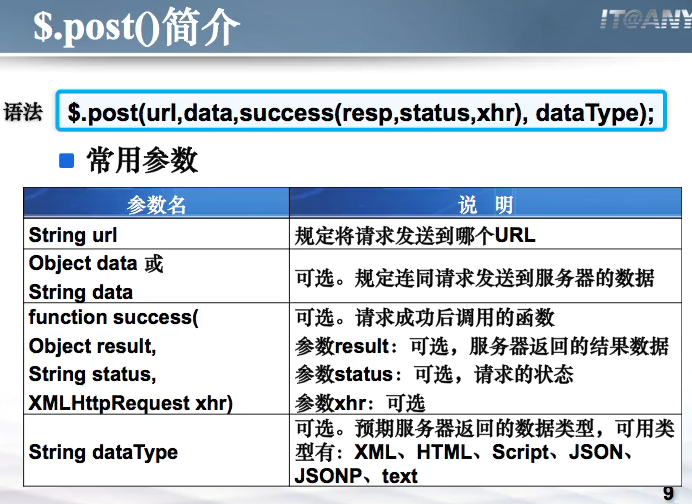 $.post()简介
IT@ANY
语法
$.post(url,data,success(resp,status,xhr), dataType);
常用参数
参数名
说 明
String url
规定将请求发送到哪个URL
Object data 或
String data
可选。规定连同请求发送到服务器的数据
function success(
Object result,
String status,
XMLHttpRequest xhr)
可选。请求成功后调用的函数
参数result：可选，服务器返回的结果数据
参数status：可选，请求的状态
参数xhr：可选
String dataType
可选。预期服务器返回的数据类型，可用类
型有：XML、HTML、Script、JSON、
JSONP、text
9